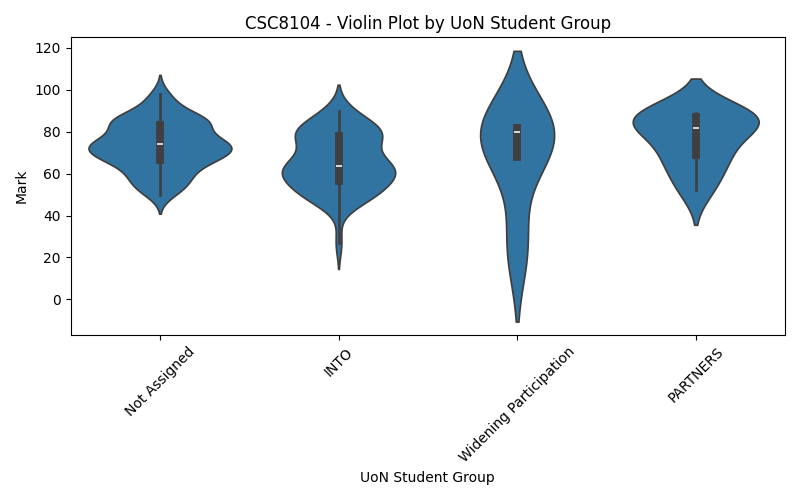 CSC8104 - Violin Plot by UoN Student Group
120
100
80
60
40
20
0
Mark
Not Assigned
INTO
Widening Participation
PARTNERS
UoN Student Group